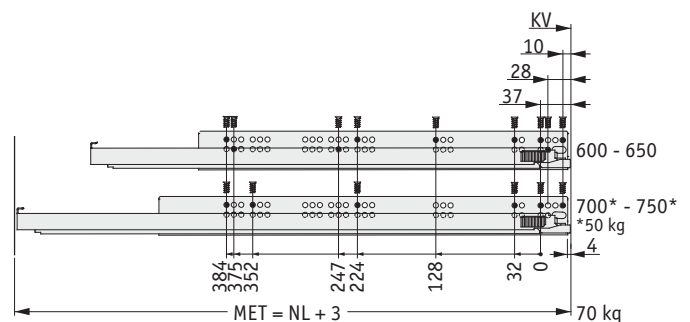 KV
10
28
37
600 - 650
700* - 750*
*50 kg
4
384
375
352
247
224
128
32
0
MET = NL + 3
70 kg